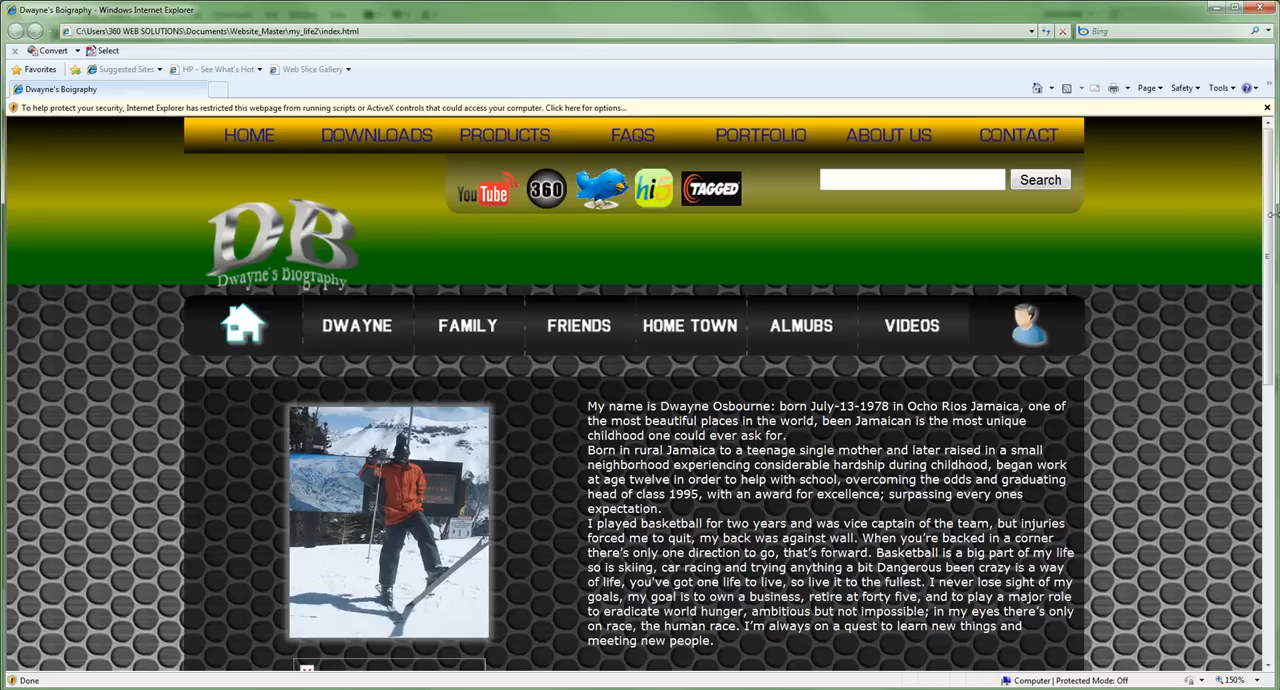 Dwayne's Boigraphy - Windows Internet Explorer
C:\Users\360 WEB SOLUTIONS\Documents\Website_Master\my_life2\index.html
Bing
x Convert Select
Favorites Suggested Sites HP - See What's Hot Web Slice Gallery
Dwayne's Boigraphy
Page Safety Tools
To help protect your security, Internet Explorer has restricted this webpage from running scripts or ActiveX controls that could access your computer. Click here for options...
HOME DOWNLOADS PRODUCTS FAQS PORTFOLIO ABOUT US CONTACT
YouTube 360 hi5 TAGGED Search
DB
Dwayne's Biography
DWAYNE FAMILY FRIENDS HOME TOWN ALMUBS VIDEOS
My name is Dwayne Osbourne: born July-13-1978 in Ocho Rios Jamaica, one of
the most beautiful places in the world, been Jamaican is the most unique
childhood one could ever ask for.
Born in rural Jamaica to a teenage single mother and later raised in a small
neighborhood experiencing considerable hardship during childhood, began work
at age twelve in order to help with school, overcoming the odds and graduating
head of class 1995, with an award for excellence; surpassing every ones
expectation.
I played basketball for two years and was vice captain of the team, but injuries
forced me to quit, my back was against wall. When you're backed in a corner
there's only one direction to go, that's forward. Basketball is a big part of my life
so is skiing, car racing and trying anything a bit Dangerous been crazy is a way
of life, you've got one life to live, so live it to the fullest. I never lose sight of my
goals, my goal is to own a business, retire at forty five, and to play a major role
to eradicate world hunger, ambitious but not impossible; in my eyes there's only
on race, the human race. I'm always on a quest to learn new things and
meeting new people.
Done Computer | Protected Mode: Off 150%